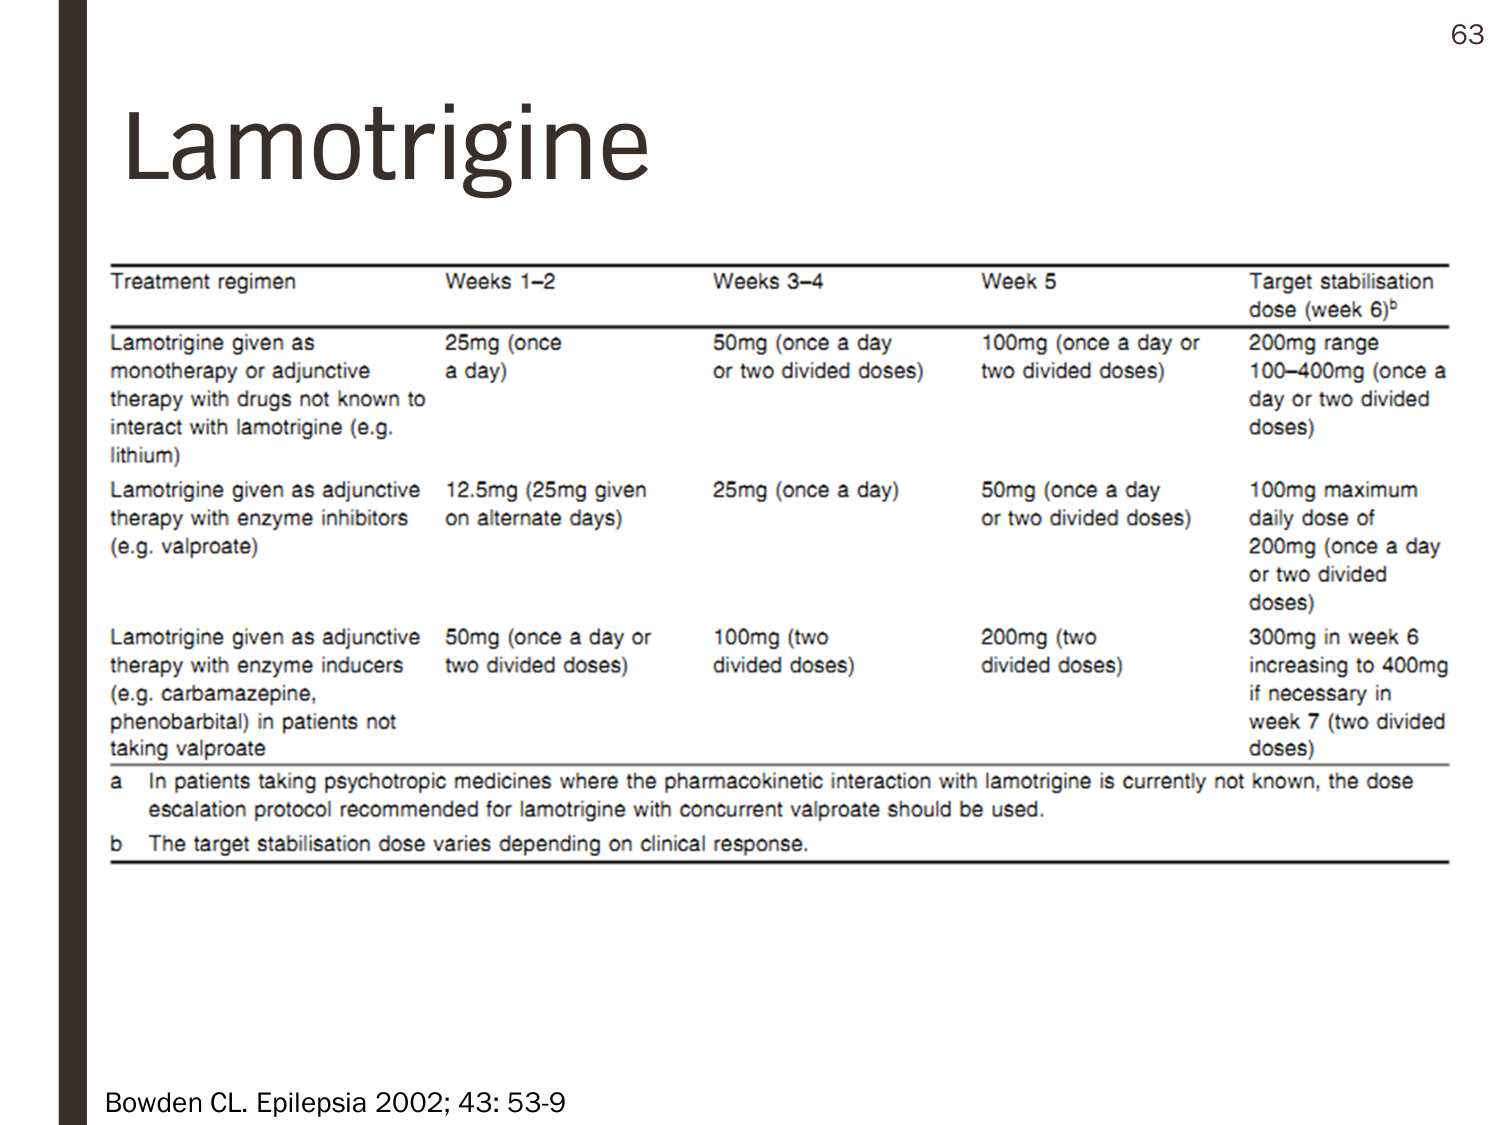 63
Lamotrigine
Treatment regimen Weeks 1–2 Weeks 3–4 Week 5 Target stabilisation
dose (week 6)b
Lamotrigine given as 25mg (once 50mg (once a day 100mg (once a day or 200mg range
monotherapy or adjunctive a day) or two divided doses) two divided doses) 100–400mg (once a
therapy with drugs not known to day or two divided
interact with lamotrigine (e.g. doses)
lithium)
Lamotrigine given as adjunctive 12.5mg (25mg given 25mg (once a day) 50mg (once a day 100mg maximum
therapy with enzyme inhibitors on alternate days) or two divided doses) daily dose of
(e.g. valproate) 200mg (once a day
or two divided
doses)
Lamotrigine given as adjunctive 50mg (once a day or 100mg (two 200mg (two 300mg in week 6
therapy with enzyme inducers two divided doses) divided doses) divided doses) increasing to 400mg
(e.g. carbamazepine, if necessary in
phenobarbital) in patients not week 7 (two divided
taking valproate doses)
a In patients taking psychotropic medicines where the pharmacokinetic interaction with lamotrigine is currently not known, the dose
escalation protocol recommended for lamotrigine with concurrent valproate should be used.
b The target stabilisation dose varies depending on clinical response.
Bowden CL. Epilepsia 2002; 43: 53-9